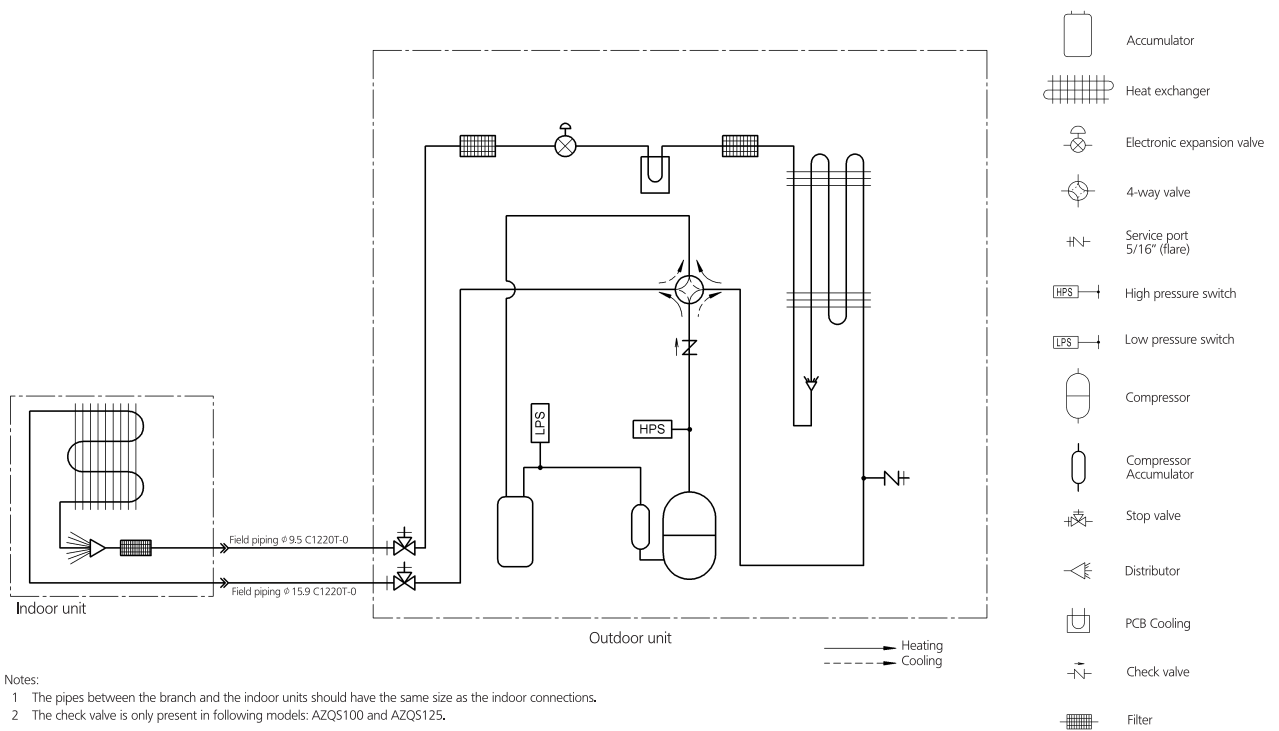 Accumulator
Heat exchanger
Electronic expansion valve
4-way valve
Service port
5/16" (flare)
HPS
High pressure switch
LPS
Low pressure switch
Compressor
Compressor
Accumulator
Stop valve
Distributor
PCB Cooling
Check valve
Filter
LPS
HPS
Field piping ø 9.5 C1220T-0
Field piping ø 15.9 C1220T-0
Indoor unit
Outdoor unit
Heating
Cooling
Notes:
1 The pipes between the branch and the indoor units should have the same size as the indoor connections.
2 The check valve is only present in following models: AZQS100 and AZQS125.